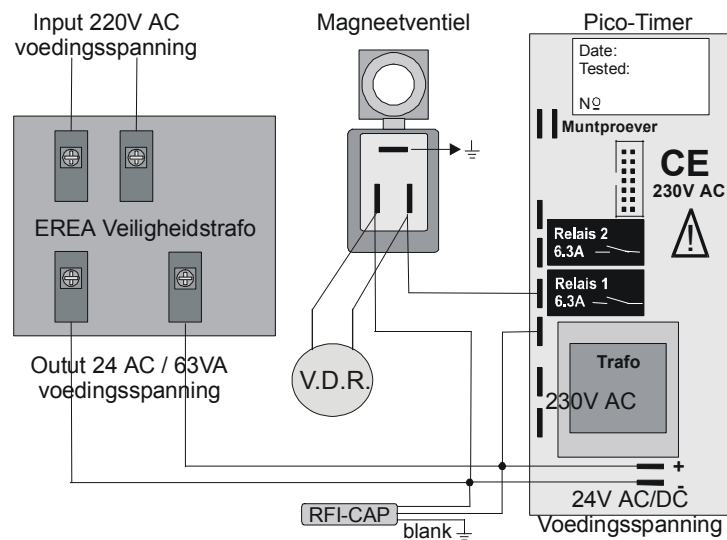 Input 220V AC
voedingsspanning
Magneetventiel
Pico-Timer
Date:
Tested:
Nº
Muntproever
CE
230V AC
EREA Veiligheidstrafo
Relais 2
6.3A
Relais 1
6.3A
Outut 24 AC / 63VA
voedingsspanning
V.D.R.
Trafo
230V AC
+
-
24V AC/DC
Voedingsspanning
RFI-CAP
blank